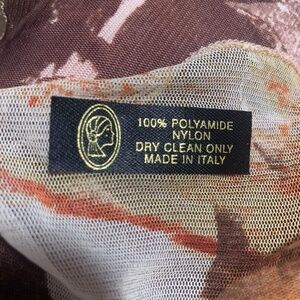 100% POLYAMIDE
NYLON
DRY CLEAN ONLY
MADE IN ITALY